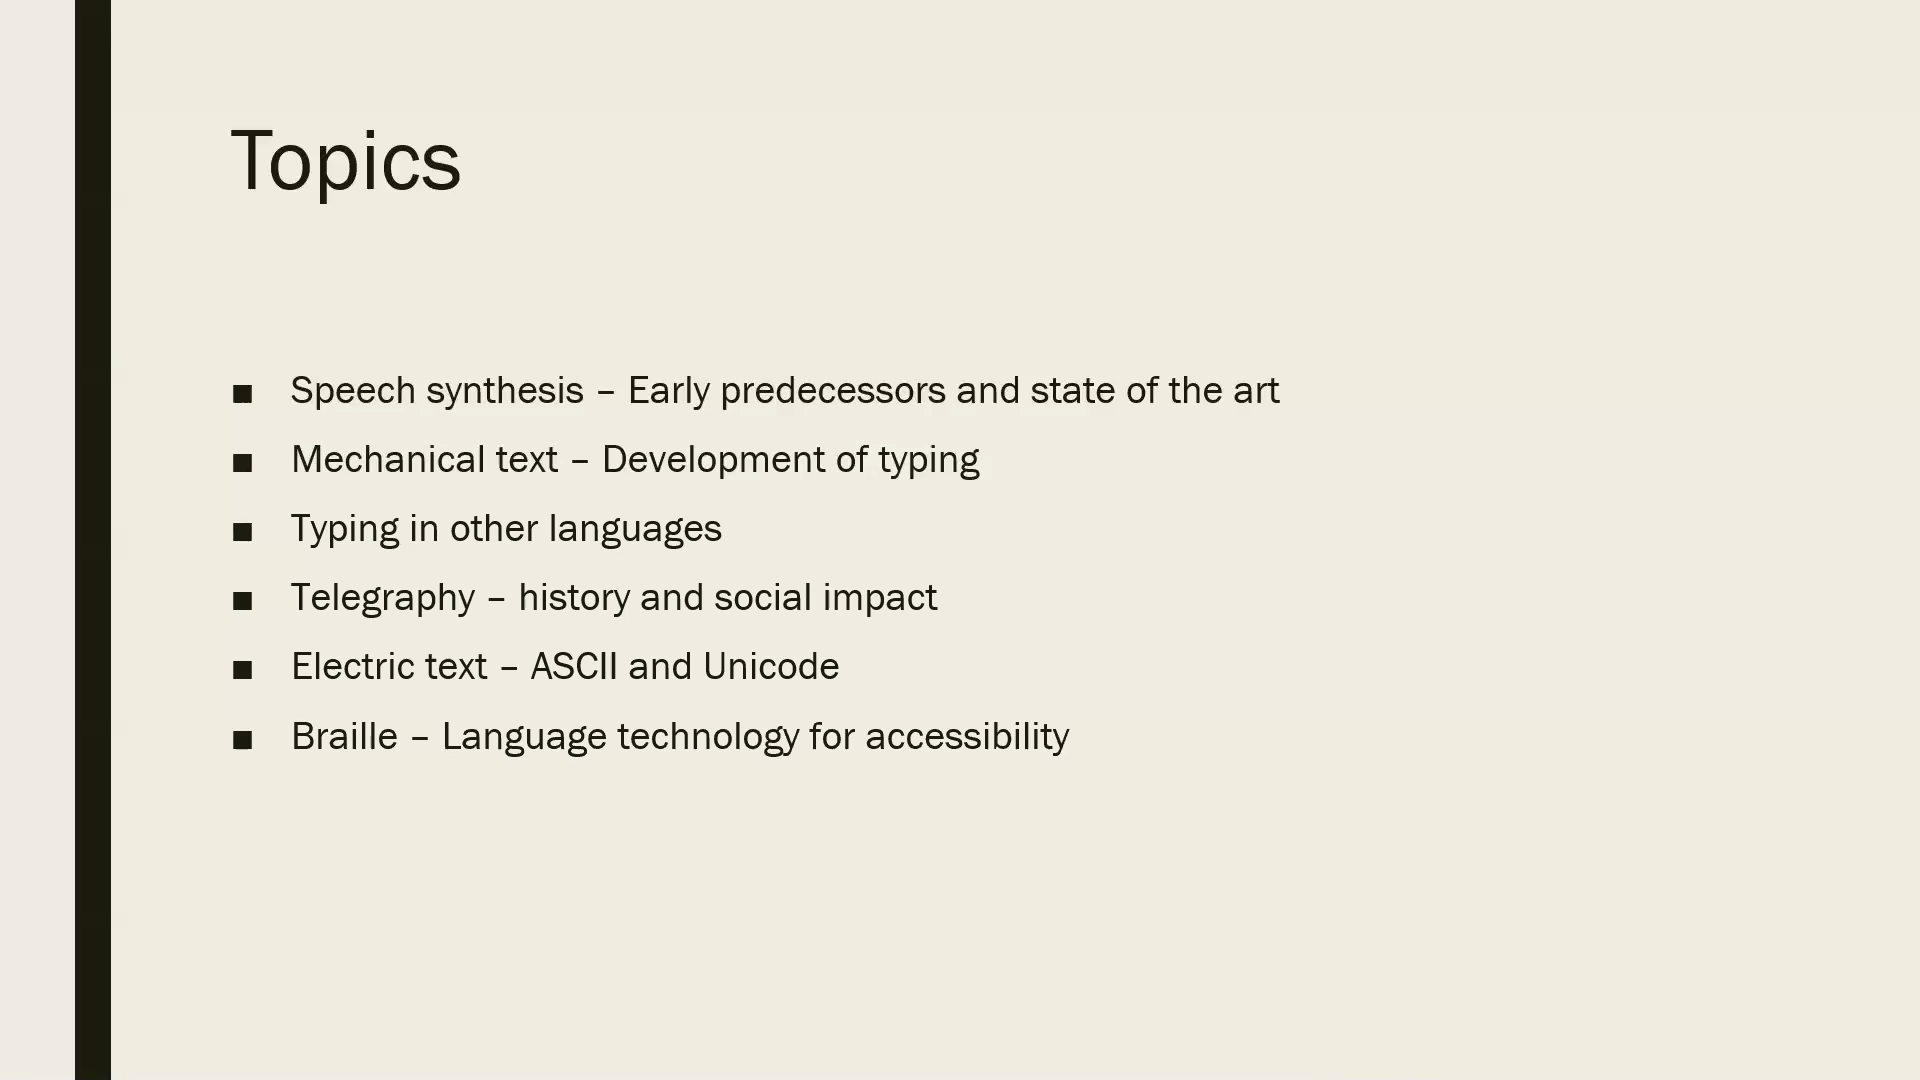 Topics
■ Speech synthesis – Early predecessors and state of the art
■ Mechanical text – Development of typing
■ Typing in other languages
■ Telegraphy – history and social impact
■ Electric text – ASCII and Unicode
■ Braille – Language technology for accessibility